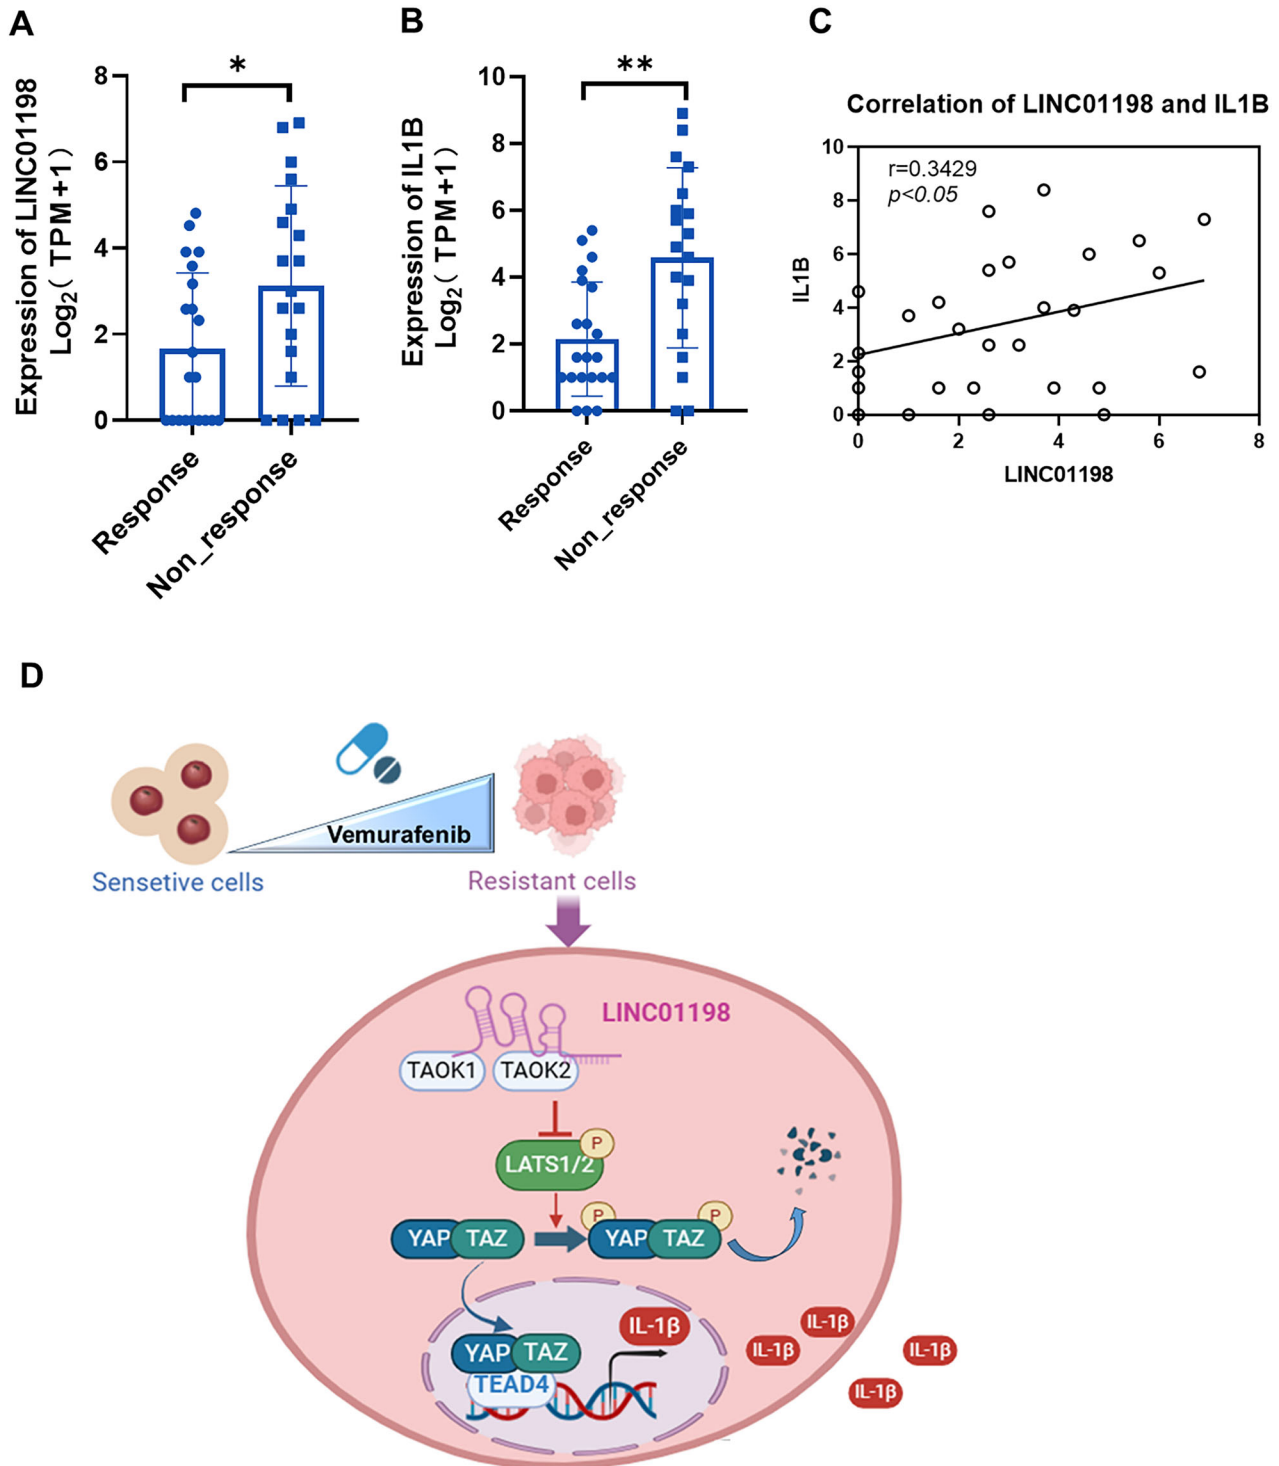 A
Expression of LINC01198
Log₂( TPM+1)
8
6
4
2
0
*
Response
Non_response
B
Expression of IL1B
Log₂( TPM+1)
10
8
6
4
2
0
**
Response
Non_response
C
Correlation of LINC01198 and IL1B
r=0.3429
p<0.05
IL1B
10
8
6
4
2
0
0 2 4 6 8
LINC01198
D
Vemurafenib
Sensetive cells
Resistant cells
LINC01198
TAOK1 TAOK2
P
LATS1/2
P P
YAP TAZ YAP TAZ
IL-1β
YAP TAZ
TEAD4
IL-1β
IL-1β
IL-1β
IL-1β